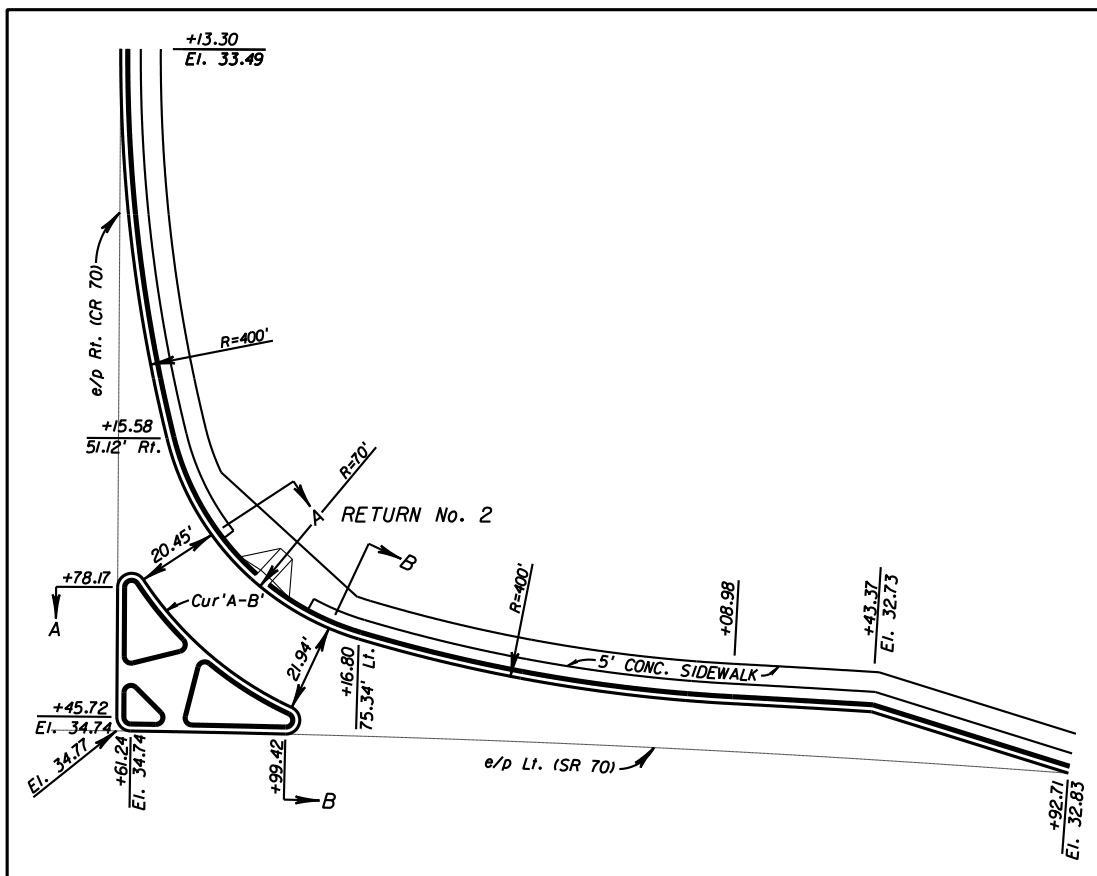 +13.30
El. 33.49
e/p Rt. (CR 70)
R=400'
+15.58
51.12' Rt.
R=70'
A
RETURN No. 2
20.45'
B
+78.17
Cur 'A-B'
A
R=400'
+08.98
+43.37
El. 32.73
21.94'
+16.80
75.34' Lt.
5' CONC. SIDEWALK
+45.72
El. 34.74
El. 34.77
+61.24
El. 34.74
+99.42
B
e/p Lt. (SR 70)
+92.71
El. 32.83